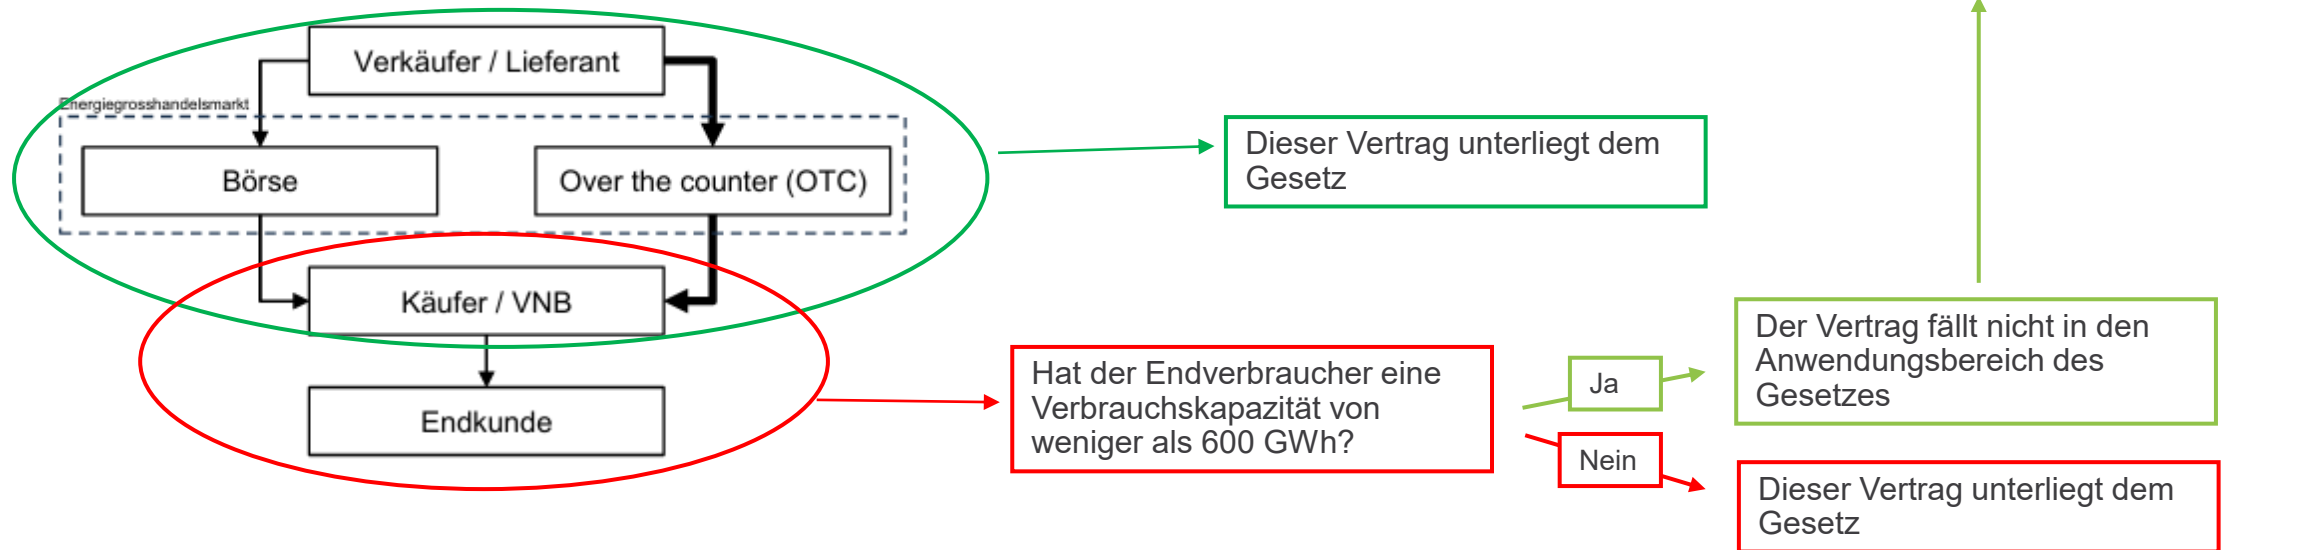 Verkäufer / Lieferant
Energiegrosshandelsmarkt
Börse
Over the counter (OTC)
Käufer / VNB
Endkunde
Dieser Vertrag unterliegt dem
Gesetz
Hat der Endverbraucher eine
Verbrauchskapazität von
weniger als 600 GWh?
Ja
Nein
Der Vertrag fällt nicht in den
Anwendungsbereich des
Gesetzes
Dieser Vertrag unterliegt dem
Gesetz